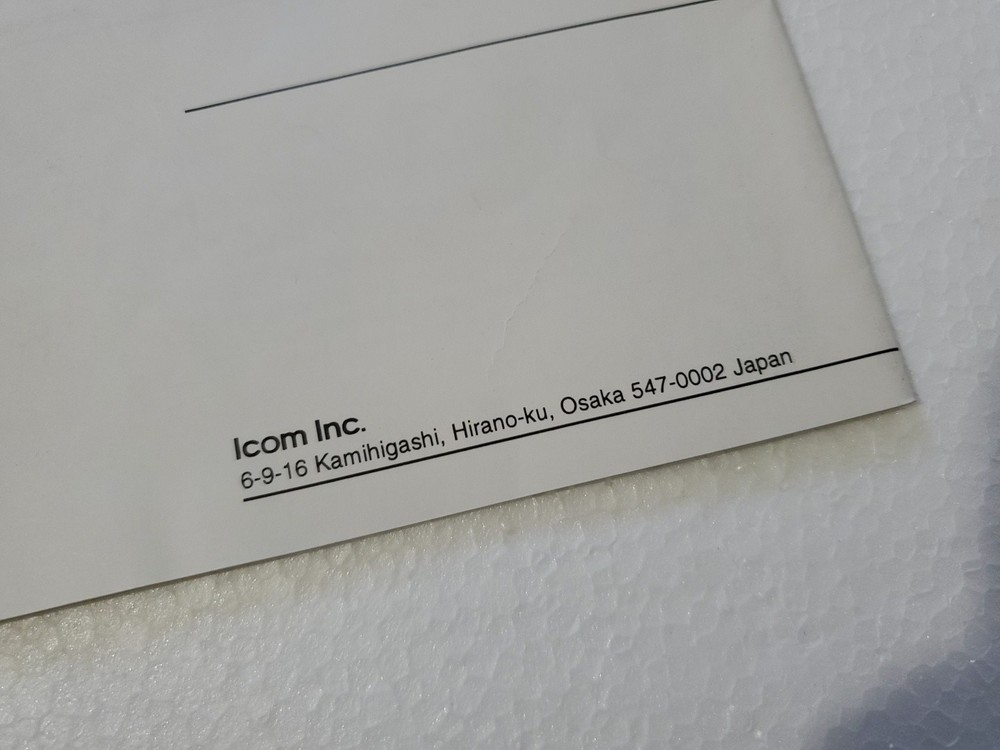 Icom Inc.
6-9-16 Kamihigashi, Hirano-ku, Osaka 547-0002 Japan